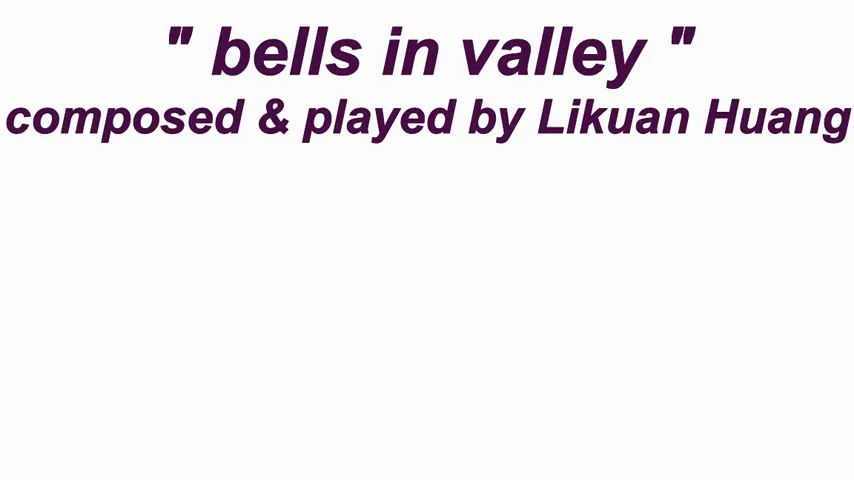 " bells in valley "
composed & played by Likuan Huang